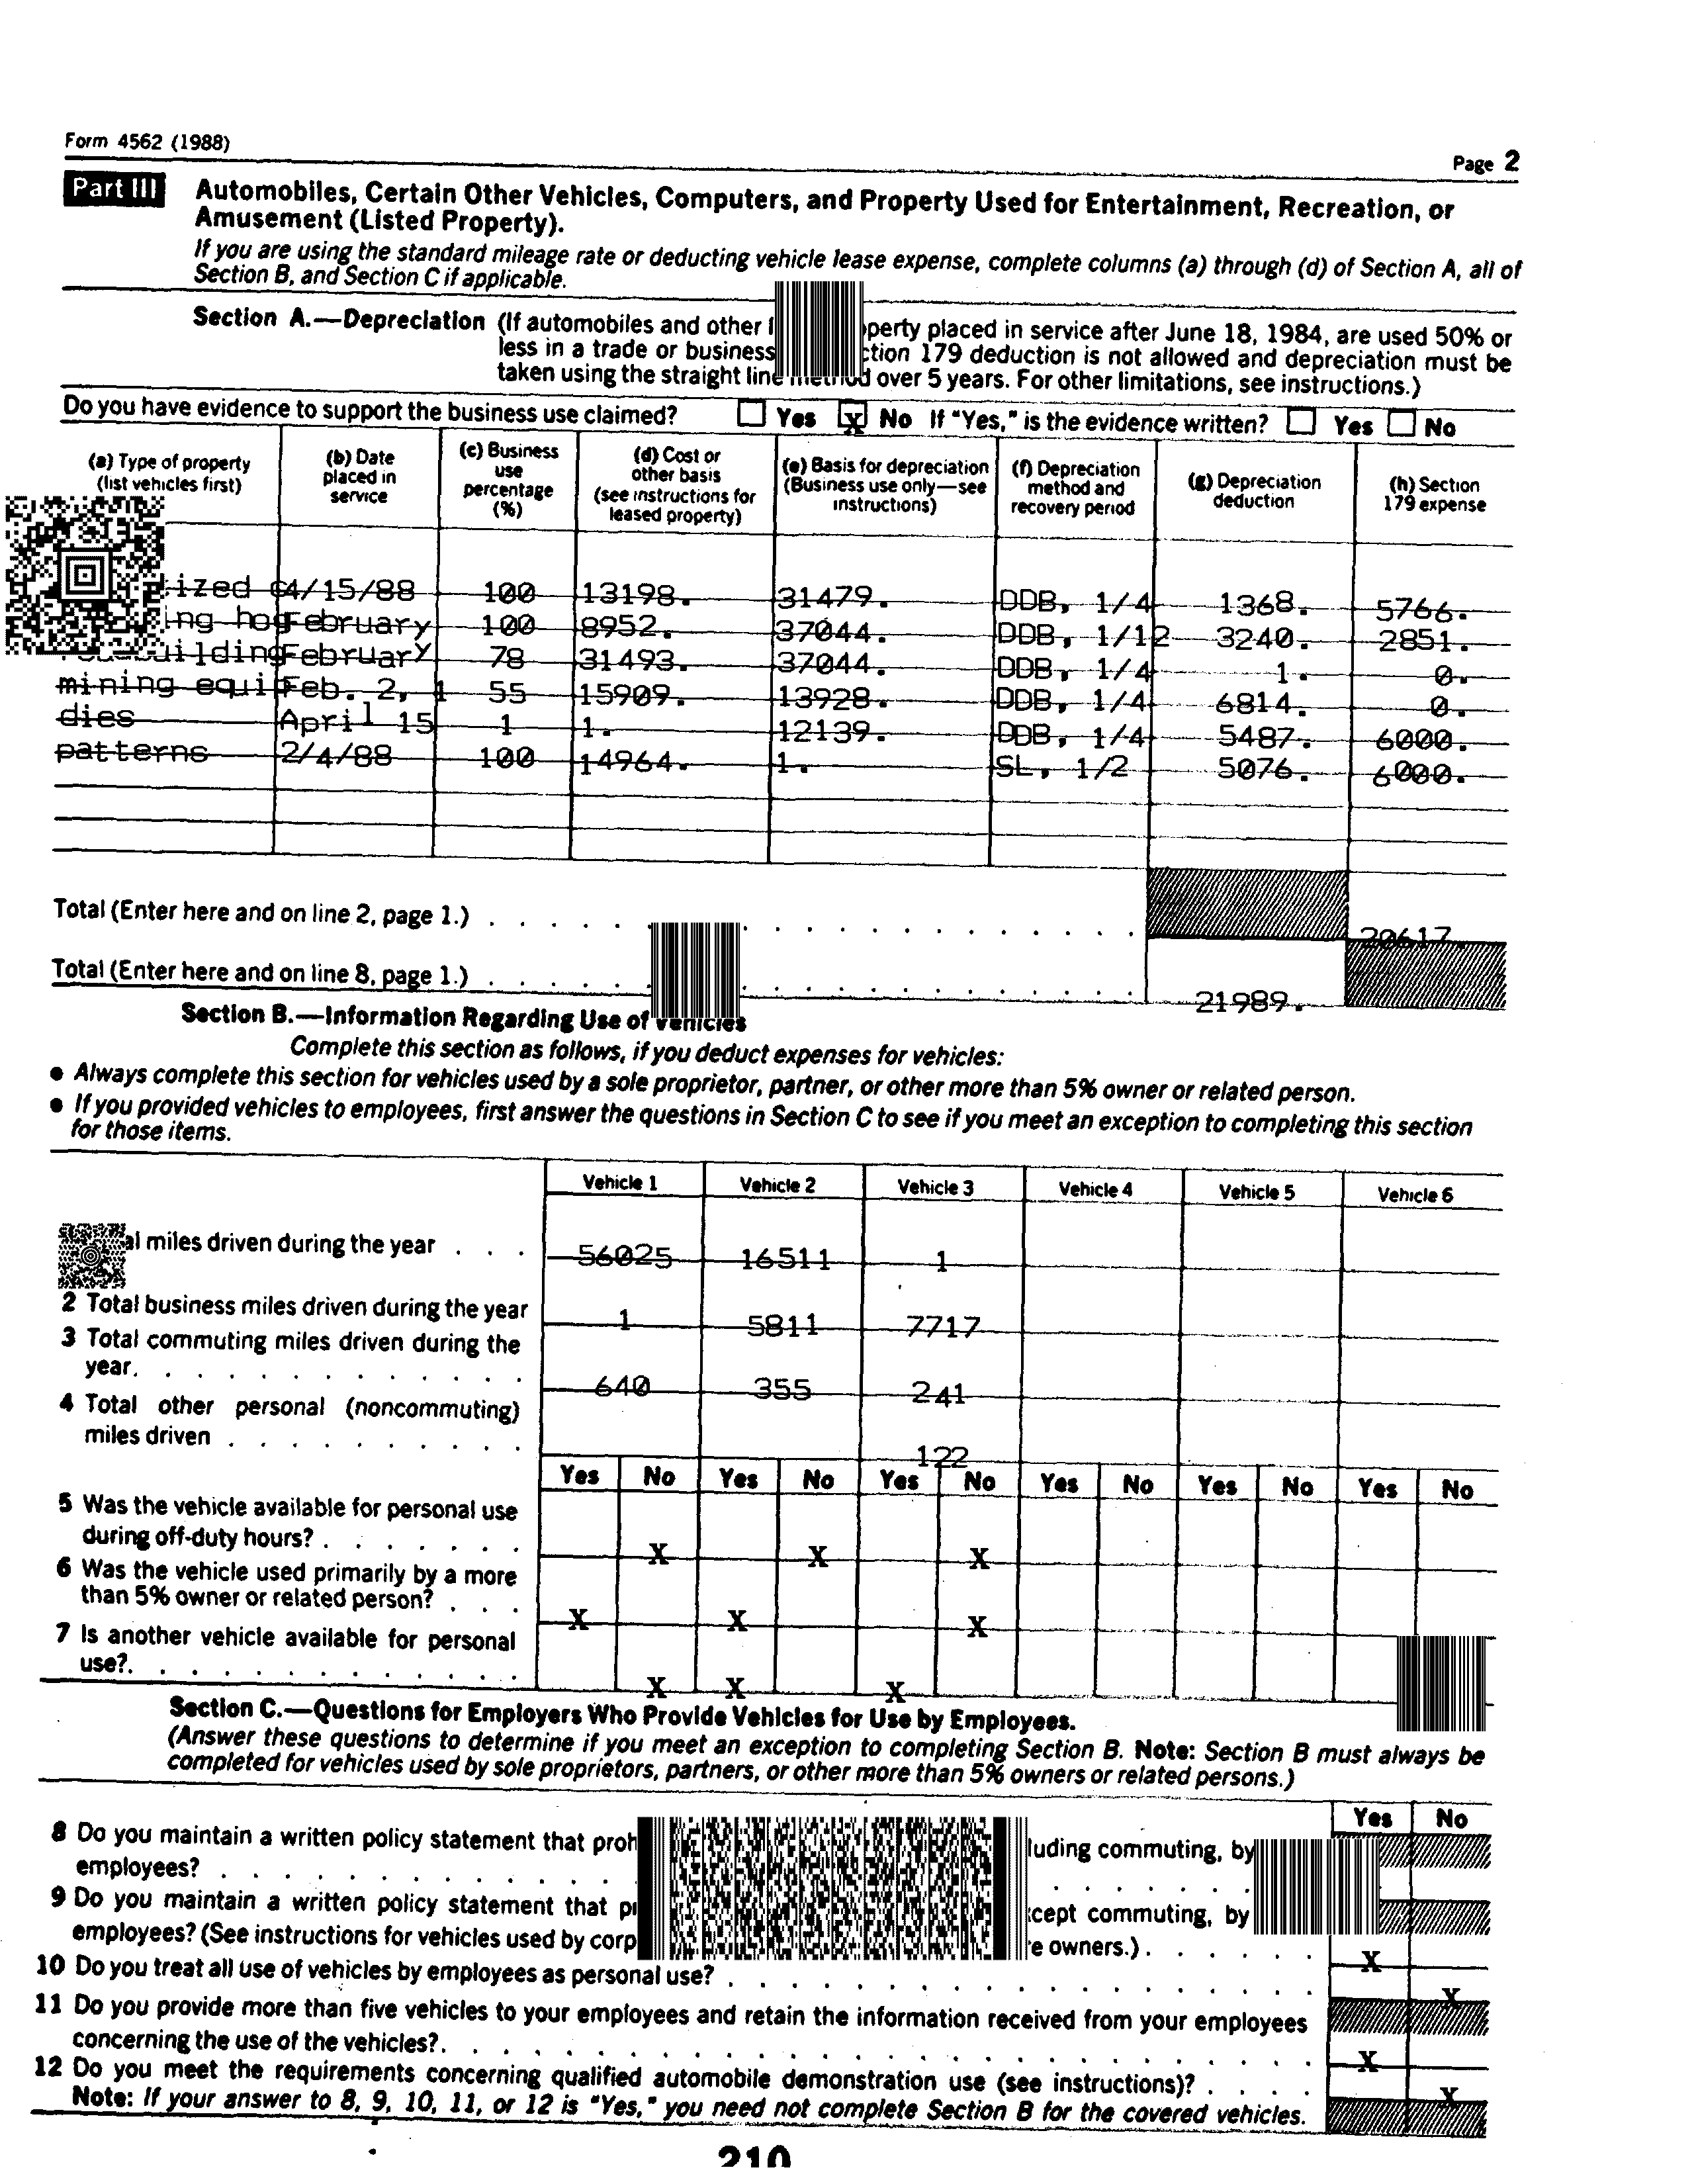 Form 4562 (1988)
Page 2
Part III Automobiles, Certain Other Vehicles, Computers, and Property Used for Entertainment, Recreation, or
Amusement (Listed Property).
If you are using the standard mileage rate or deducting vehicle lease expense, complete columns (a) through (d) of Section A, all of
Section B, and Section C if applicable.
Section A.—Depreciation (If automobiles and other perty placed in service after June 18, 1984, are used 50% or
less in a trade or business tion 179 deduction is not allowed and depreciation must be
taken using the straight line method over 5 years. For other limitations, see instructions.)
Do you have evidence to support the business use claimed? Yes X No If "Yes," is the evidence written? Yes No
(a) Type of property (list vehicles first) (b) Date placed in service (c) Business use percentage (%) (d) Cost or other basis (see instructions for leased property) (e) Basis for depreciation (Business use only—see instructions) (f) Depreciation method and recovery period (g) Depreciation deduction (h) Section 179 expense
ized 4/15/88 100 13198. 31479. DDB, 1/4 1368. 5766.
ing hog February 100 8952. 37044. DDB, 1/12 3240. 2851.
uilding February 78 31493. 37044. DDB, 1/4 1. 0.
mining equip Feb. 2, 1 55 15909. 13928. DDB, 1/4 6814. 0.
dies April 15 1 1. 12139. DDB, 1/4 5487. 6000.
patterns 2/4/88 100 14964. 1. SL, 1/2 5076. 6000.
Total (Enter here and on line 2, page 1.) 20617.
Total (Enter here and on line 8, page 1.) 21989.
Section B.—Information Regarding Use of Vehicles
Complete this section as follows, if you deduct expenses for vehicles:
● Always complete this section for vehicles used by a sole proprietor, partner, or other more than 5% owner or related person.
● If you provided vehicles to employees, first answer the questions in Section C to see if you meet an exception to completing this section
for those items.
Vehicle 1 Vehicle 2 Vehicle 3 Vehicle 4 Vehicle 5 Vehicle 6
al miles driven during the year . . . 56025 16511 1
2 Total business miles driven during the year 1 5811 7717
3 Total commuting miles driven during the
year. 640 355 241
4 Total other personal (noncommuting)
miles driven 122
Yes No Yes No Yes No Yes No Yes No Yes No
5 Was the vehicle available for personal use
during off-duty hours? X X X
6 Was the vehicle used primarily by a more
than 5% owner or related person? X X X
7 Is another vehicle available for personal
use? X X X
Section C.—Questions for Employers Who Provide Vehicles for Use by Employees.
(Answer these questions to determine if you meet an exception to completing Section B. Note: Section B must always be
completed for vehicles used by sole proprietors, partners, or other more than 5% owners or related persons.)
Yes No
8 Do you maintain a written policy statement that proh luding commuting, by
employees?
9 Do you maintain a written policy statement that cept commuting, by
employees? (See instructions for vehicles used by corp e owners.) X
10 Do you treat all use of vehicles by employees as personal use? X
11 Do you provide more than five vehicles to your employees and retain the information received from your employees
concerning the use of the vehicles? X
12 Do you meet the requirements concerning qualified automobile demonstration use (see instructions)? X
Note: If your answer to 8, 9, 10, 11, or 12 is "Yes," you need not complete Section B for the covered vehicles.
210